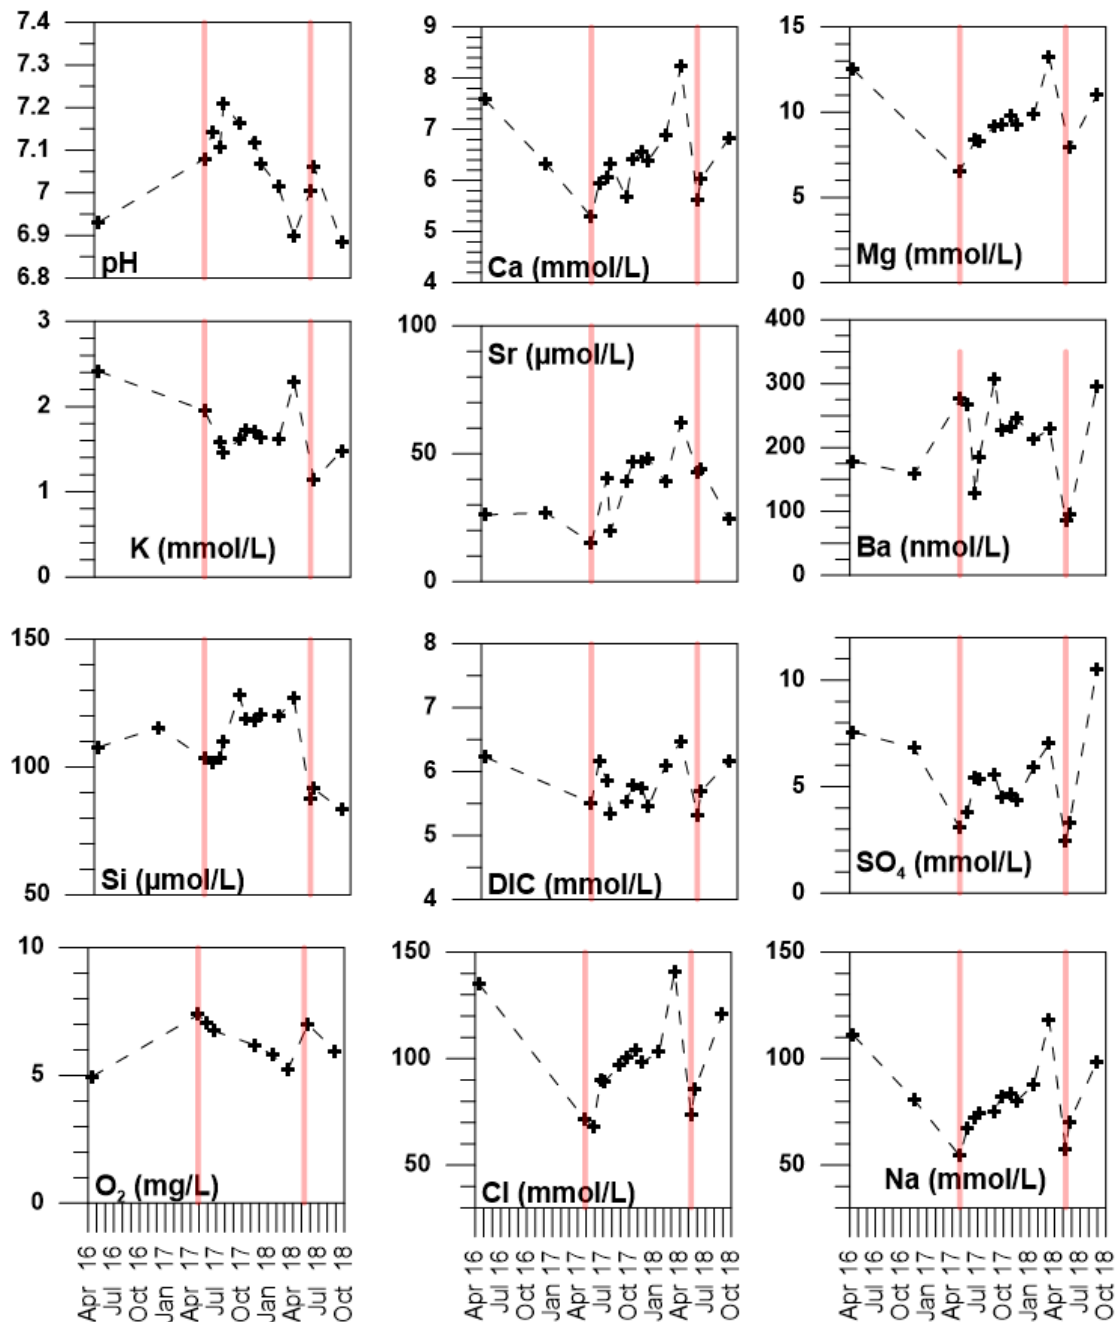 7.4
7.3
7.2
7.1
7
6.9
6.8
pH
9
8
7
6
5
4
Ca (mmol/L)
15
10
5
0
Mg (mmol/L)
3
2
1
0
K (mmol/L)
100
50
0
Sr (µmol/L)
400
300
200
100
0
Ba (nmol/L)
150
100
50
Si (µmol/L)
8
7
6
5
4
DIC (mmol/L)
10
5
0
SO₄ (mmol/L)
10
5
0
O₂ (mg/L)
Apr 16
Jul 16
Oct 16
Jan 17
Apr 17
Jul 17
Oct 17
Jan 18
Apr 18
Jul 18
Oct 18
150
100
50
Cl (mmol/L)
Apr 16
Jul 16
Oct 16
Jan 17
Apr 17
Jul 17
Oct 17
Jan 18
Apr 18
Jul 18
Oct 18
150
100
50
Na (mmol/L)
Apr 16
Jul 16
Oct 16
Jan 17
Apr 17
Jul 17
Oct 17
Jan 18
Apr 18
Jul 18
Oct 18